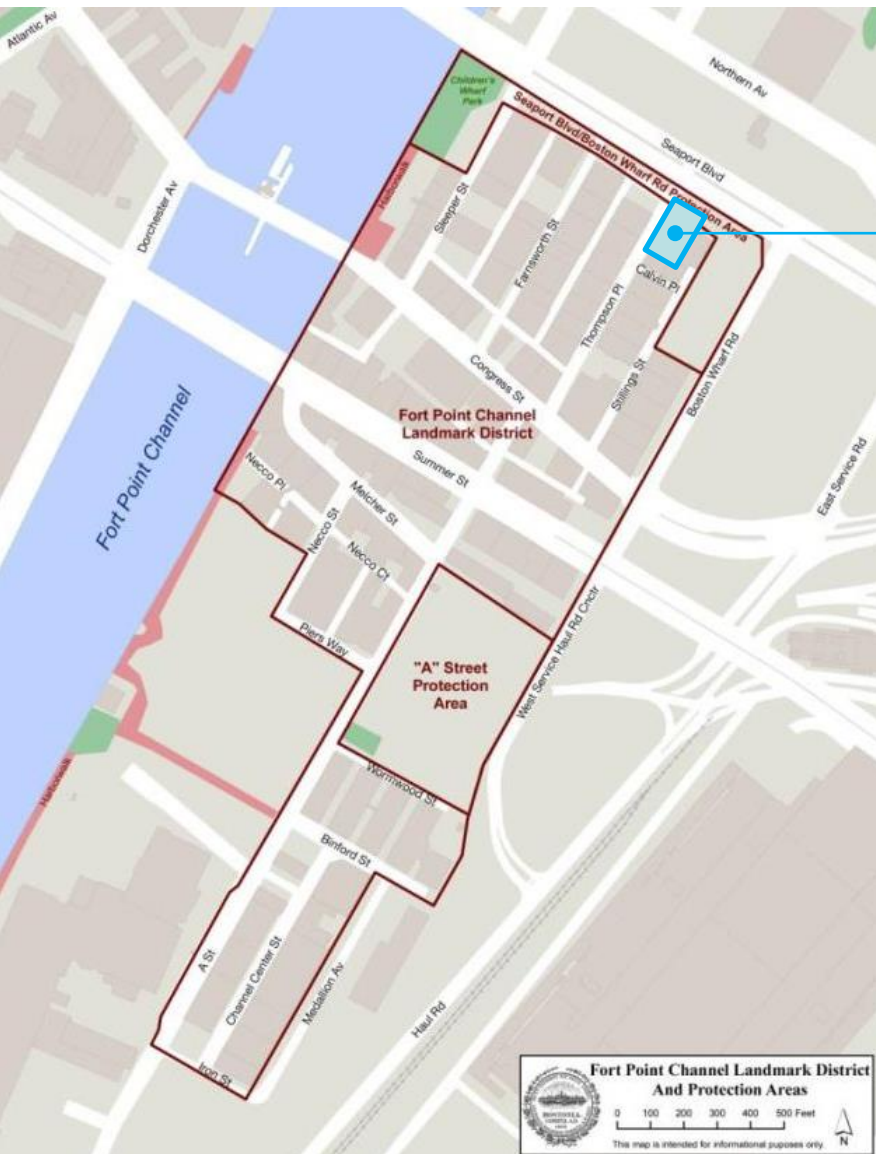 Atlantic Av
Northern Av
Children's
Wharf
Park
Seaport Blvd/Boston Wharf Rd Protection Area
Seaport Blvd
Dorchester Av
Harborwalk
Sleeper St
Farnsworth St
Calvin Pl
Thompson Pl
Stillings St
Boston Wharf Rd
Congress St
Fort Point Channel
Landmark District
Summer St
East Service Rd
Fort Point Channel
Necco Pl
Melcher St
Necco St
Necco Ct
Piers Way
West Service Haul Rd Cnctr
"A" Street
Protection
Area
Wormwood St
Harborwalk
Binford St
A St
Channel Center St
Medallion Av
Haul Rd
Iron St
Fort Point Channel Landmark District
And Protection Areas
0 100 200 300 400 500 Feet
N
This map is intended for informational puposes only.